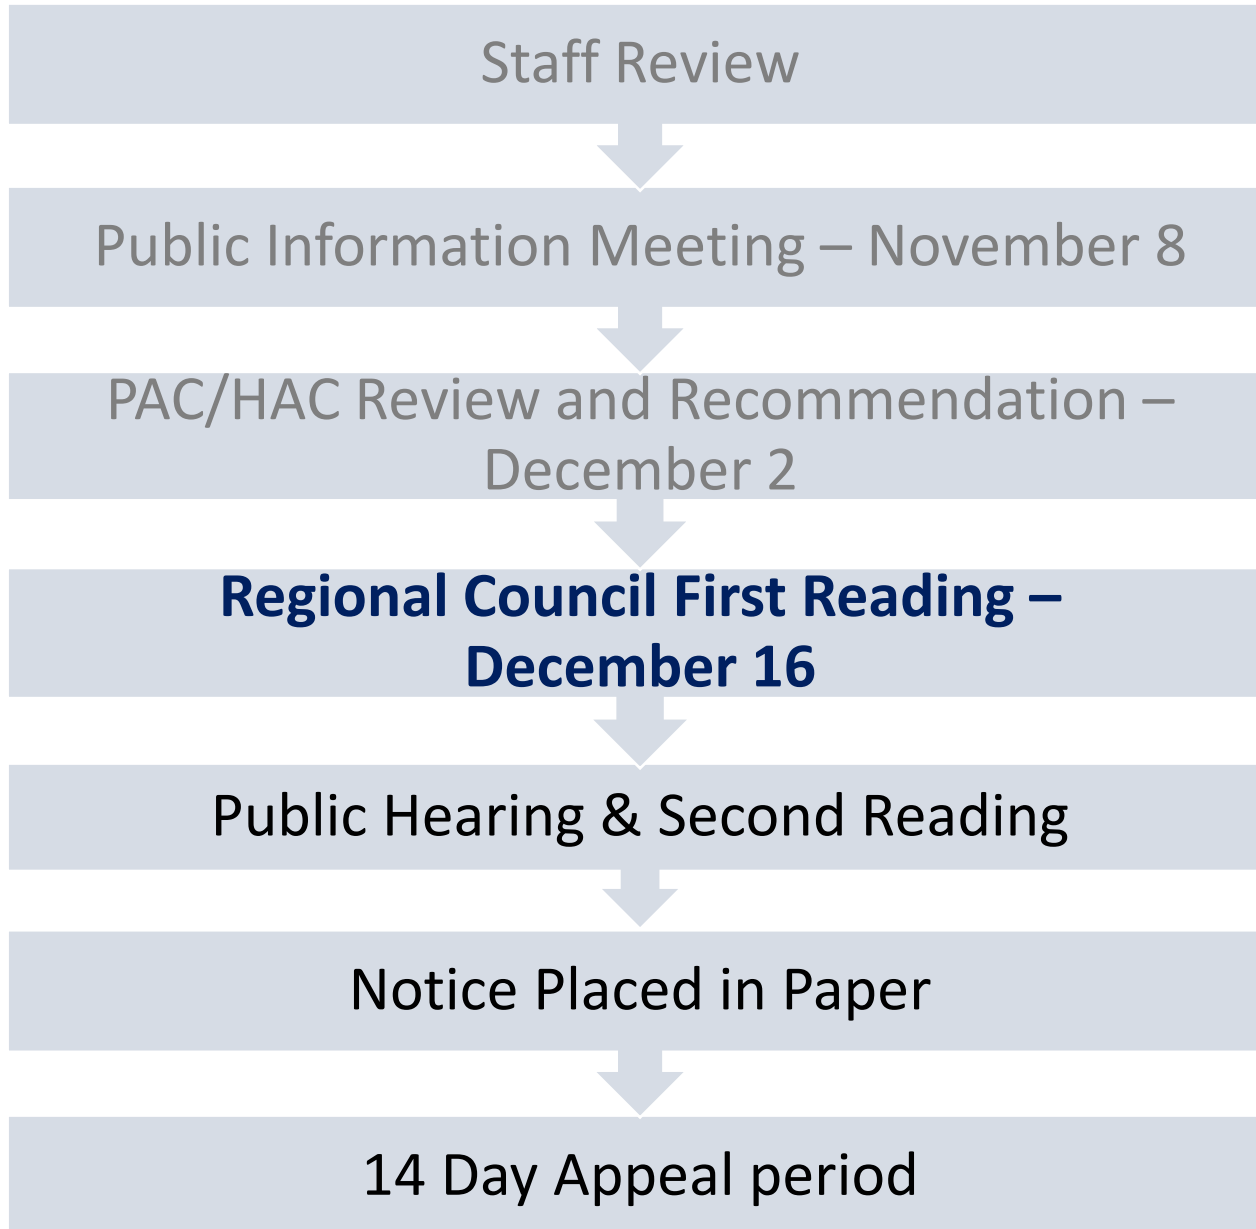 Staff Review
Public Information Meeting – November 8
PAC/HAC Review and Recommendation –
December 2
Regional Council First Reading –
December 16
Public Hearing & Second Reading
Notice Placed in Paper
14 Day Appeal period